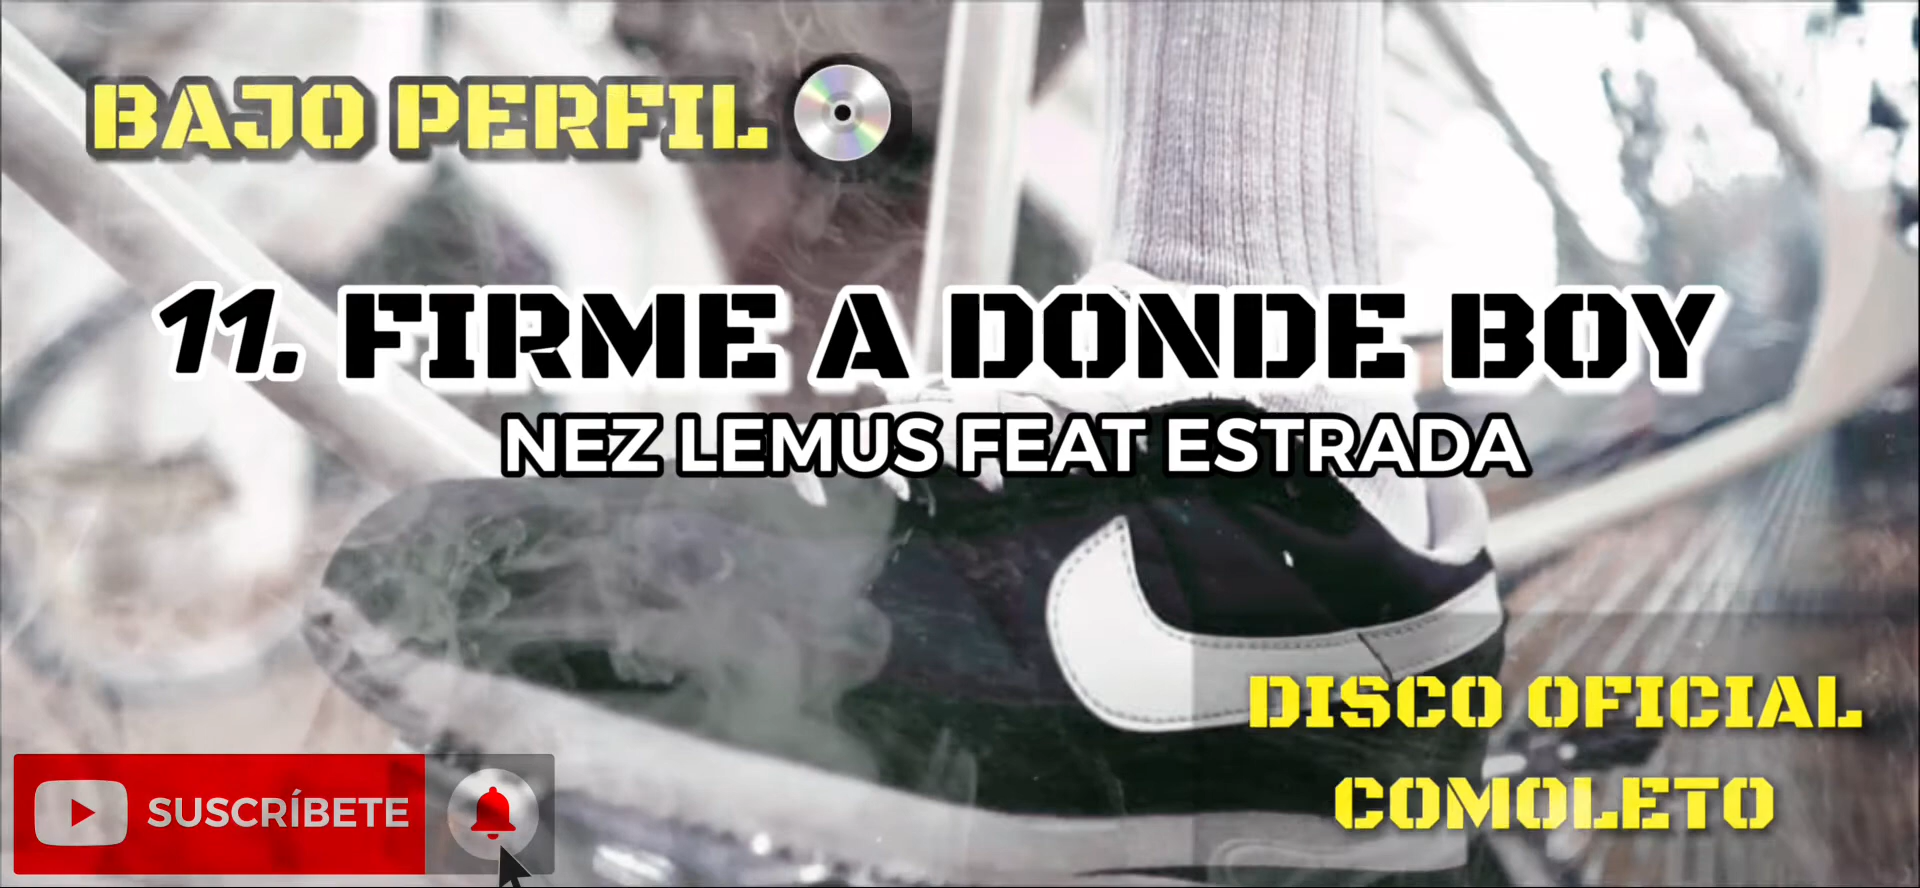 BAJO PERFIL
11. FIRME A DONDE BOY
NEZ LEMUS FEAT ESTRADA
DISCO OFICIAL
COMOLETO
SUSCRÍBETE